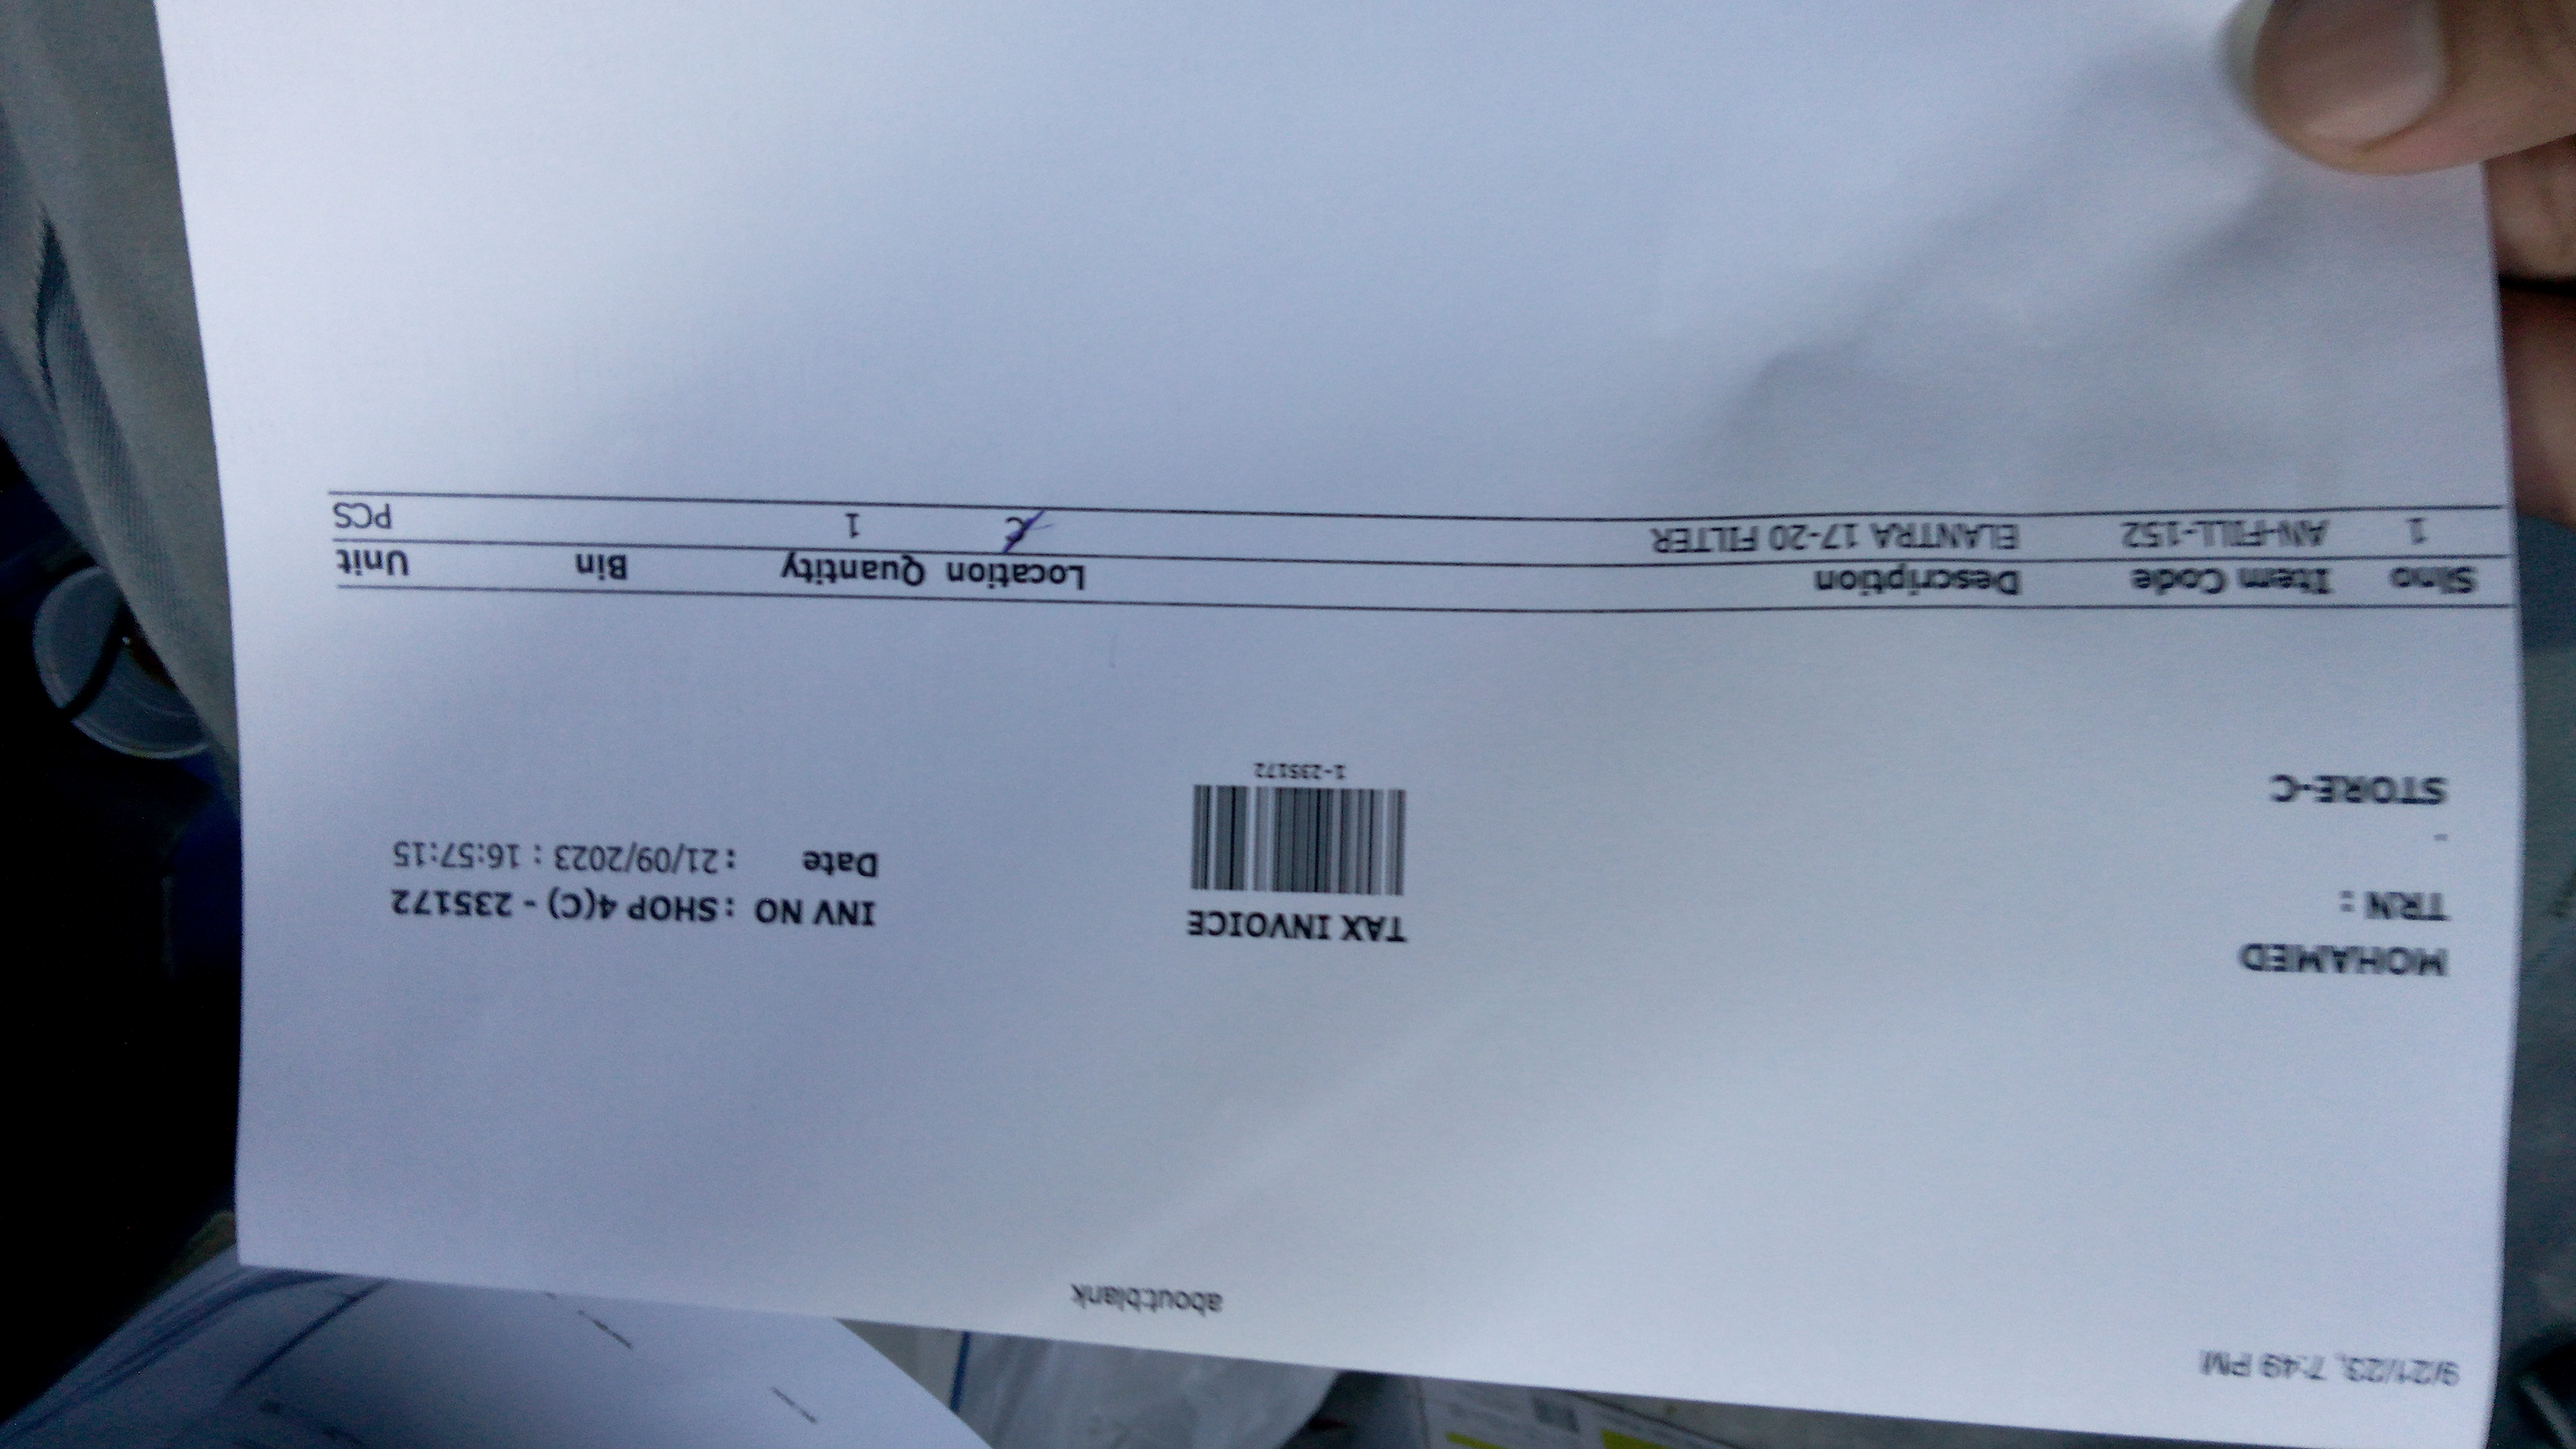 9/21/23, 7:49 PM about:blank
MOHAMED TAX INVOICE INV NO : SHOP 4(C) - 235172
TRN : Date : 21/09/2023 : 16:57:15
-
STORE-C 1-235172
Slno Item Code Description Location Quantity Bin Unit
1 AN-FILL-152 ELANTRA 17-20 FILTER C 1 PCS